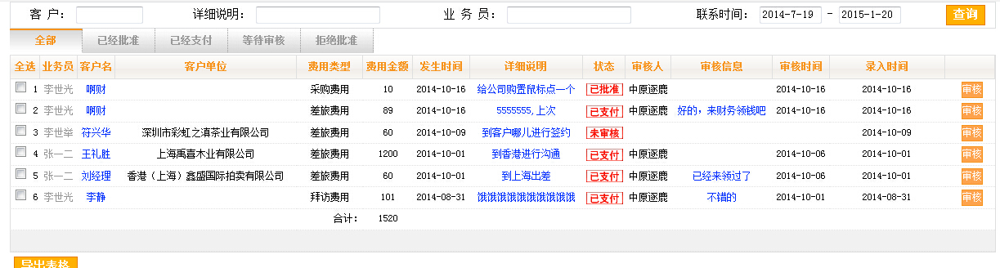 客 户： 详细说明： 业 务 员： 联系时间： 2014-7-19 - 2015-1-20 查询
全部 已经批准 已经支付 等待审核 拒绝批准
全选 业务员 客户名 客户单位 费用类型 费用金额 发生时间 详细说明 状态 审核人 审核信息 审核时间 录入时间
1 李世光 啊财 采购费用 10 2014-10-16 给公司购置鼠标点一个 已批准 中原逐鹿 2014-10-16 2014-10-16 审核
2 李世光 啊财 差旅费用 89 2014-10-16 5555555,上次 已支付 中原逐鹿 好的，来财务领钱吧 2014-10-16 2014-10-16 审核
3 李世举 符兴华 深圳市彩虹之滇茶业有限公司 差旅费用 60 2014-10-09 到客户哪儿进行签约 未审核 2014-10-09 审核
4 张一二 王礼胜 上海禹喜木业有限公司 差旅费用 1200 2014-10-01 到香港进行沟通 已支付 中原逐鹿 2014-10-06 2014-10-01 审核
5 张一二 刘经理 香港（上海）鑫盛国际拍卖有限公司 差旅费用 60 2014-10-01 到上海出差 已支付 中原逐鹿 已经来领过了 2014-10-06 2014-10-01 审核
6 李世光 李静 拜访费用 101 2014-08-31 饿饿饿饿饿饿饿饿饿饿 已支付 中原逐鹿 不错的 2014-10-01 2014-08-31 审核
合计： 1520
导出表格